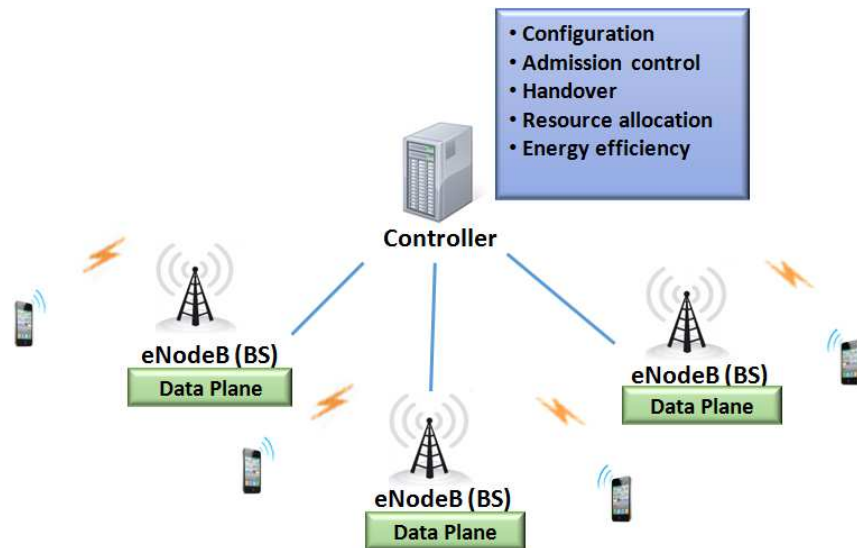 • Configuration
• Admission control
• Handover
• Resource allocation
• Energy efficiency
Controller
eNodeB (BS)
Data Plane
eNodeB (BS)
Data Plane
eNodeB (BS)
Data Plane